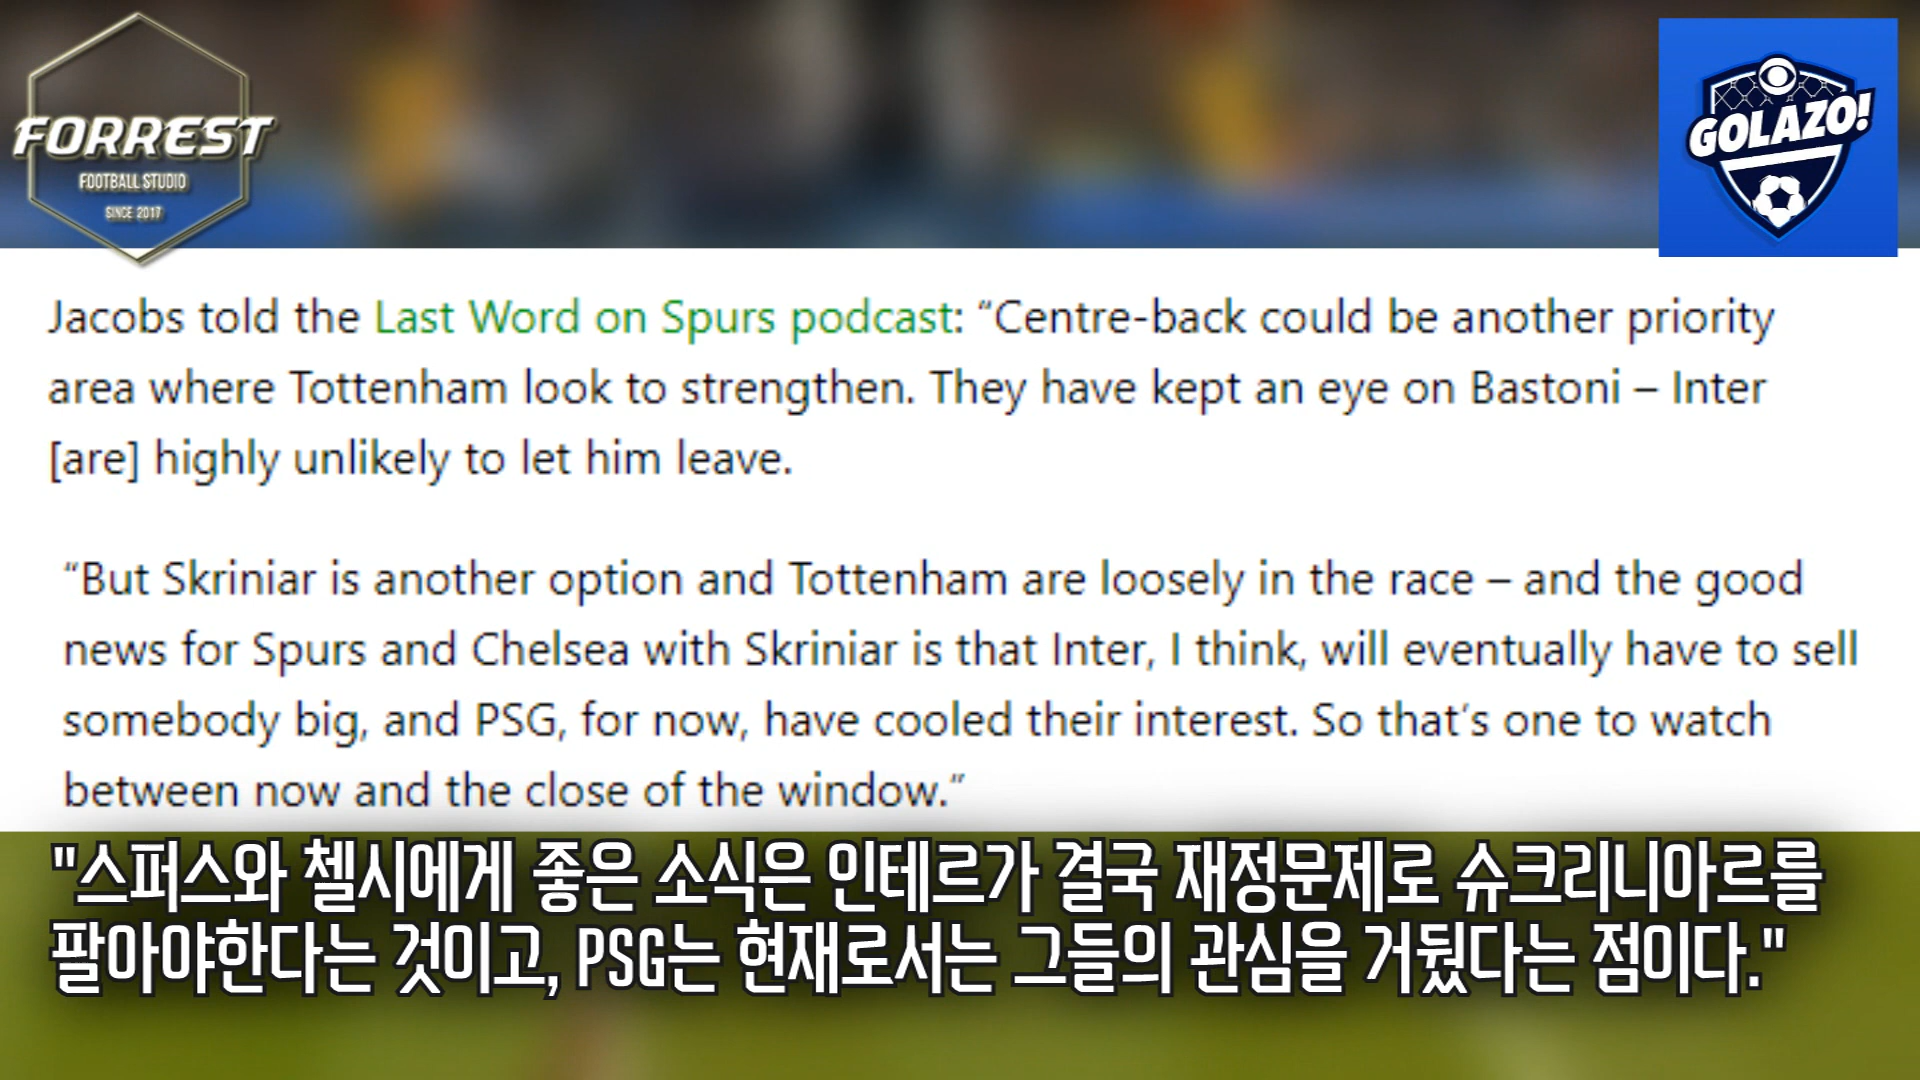 FORREST
FOOTBALL STUDIO
SINCE 2017
GOLAZO!
Jacobs told the Last Word on Spurs podcast: “Centre-back could be another priority
area where Tottenham look to strengthen. They have kept an eye on Bastoni – Inter
[are] highly unlikely to let him leave.
“But Skriniar is another option and Tottenham are loosely in the race – and the good
news for Spurs and Chelsea with Skriniar is that Inter, I think, will eventually have to sell
somebody big, and PSG, for now, have cooled their interest. So that’s one to watch
between now and the close of the window.”
"스퍼스와 첼시에게 좋은 소식은 인테르가 결국 재정문제로 슈크리니아르를
팔아야한다는 것이고, PSG는 현재로서는 그들의 관심을 거뒀다는 점이다."